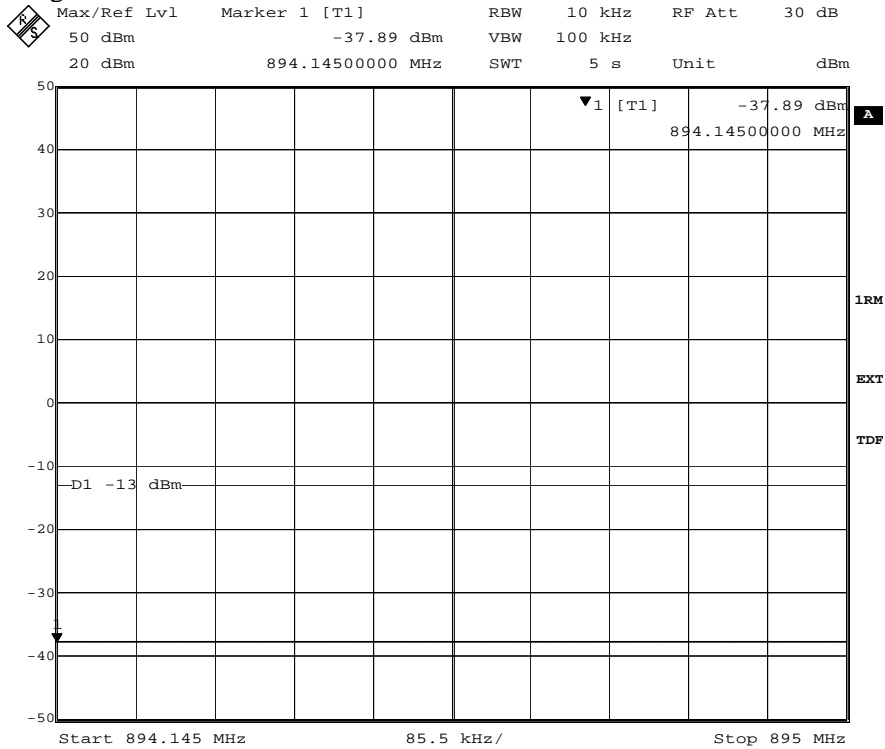 Max/Ref Lvl Marker 1 [T1] RBW 10 kHz RF Att 30 dB
50 dBm -37.89 dBm VBW 100 kHz
20 dBm 894.14500000 MHz SWT 5 s Unit dBm
R
S
50
1 [T1] -37.89 dBm
A
894.14500000 MHz
40
30
20
1RM
10
EXT
0
TDF
-10
D1 -13 dBm
-20
-30
1
-40
-50
Start 894.145 MHz 85.5 kHz/ Stop 895 MHz